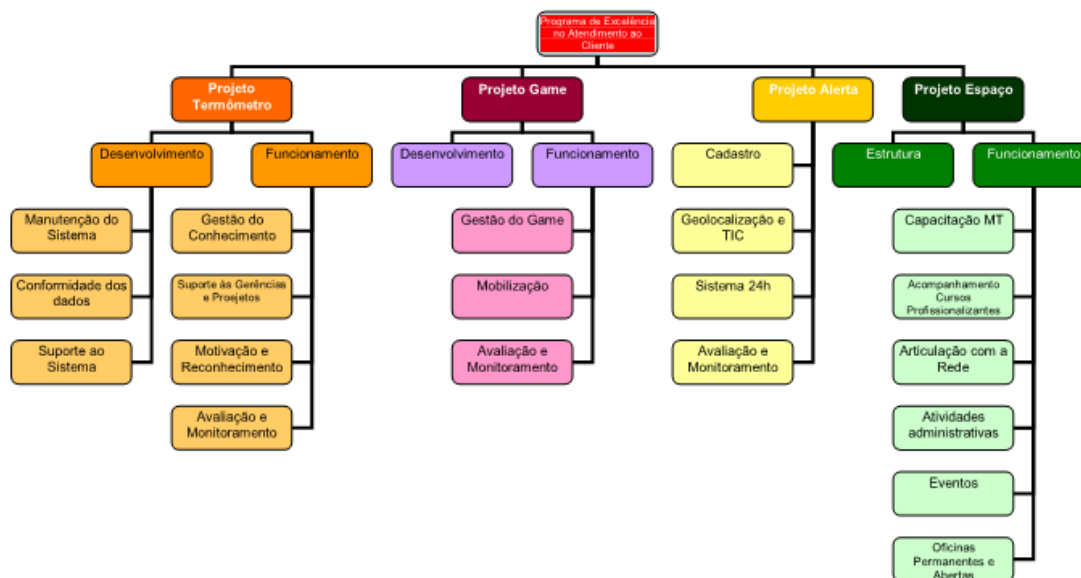 Programa de Excelência
no Atendimento ao
Cliente
Projeto
Termômetro
Projeto Game
Projeto Alerta
Projeto Espaço
Desenvolvimento
Funcionamento
Desenvolvimento
Funcionamento
Cadastro
Estrutura
Funcionamento
Manutenção do
Sistema
Gestão do
Conhecimento
Gestão do Game
Geolocalização e
TIC
Capacitação MT
Conformidade dos
dados
Suporte às Gerências
e Proejetos
Mobilização
Sistema 24h
Acompanhamento
Cursos
Profissionalizantes
Suporte ao
Sistema
Motivação e
Reconhecimento
Avaliação e
Monitoramento
Avaliação e
Monitoramento
Articulação com a
Rede
Avaliação e
Monitoramento
Atividades
administrativas
Eventos
Oficinas
Permanentes e
Abertas